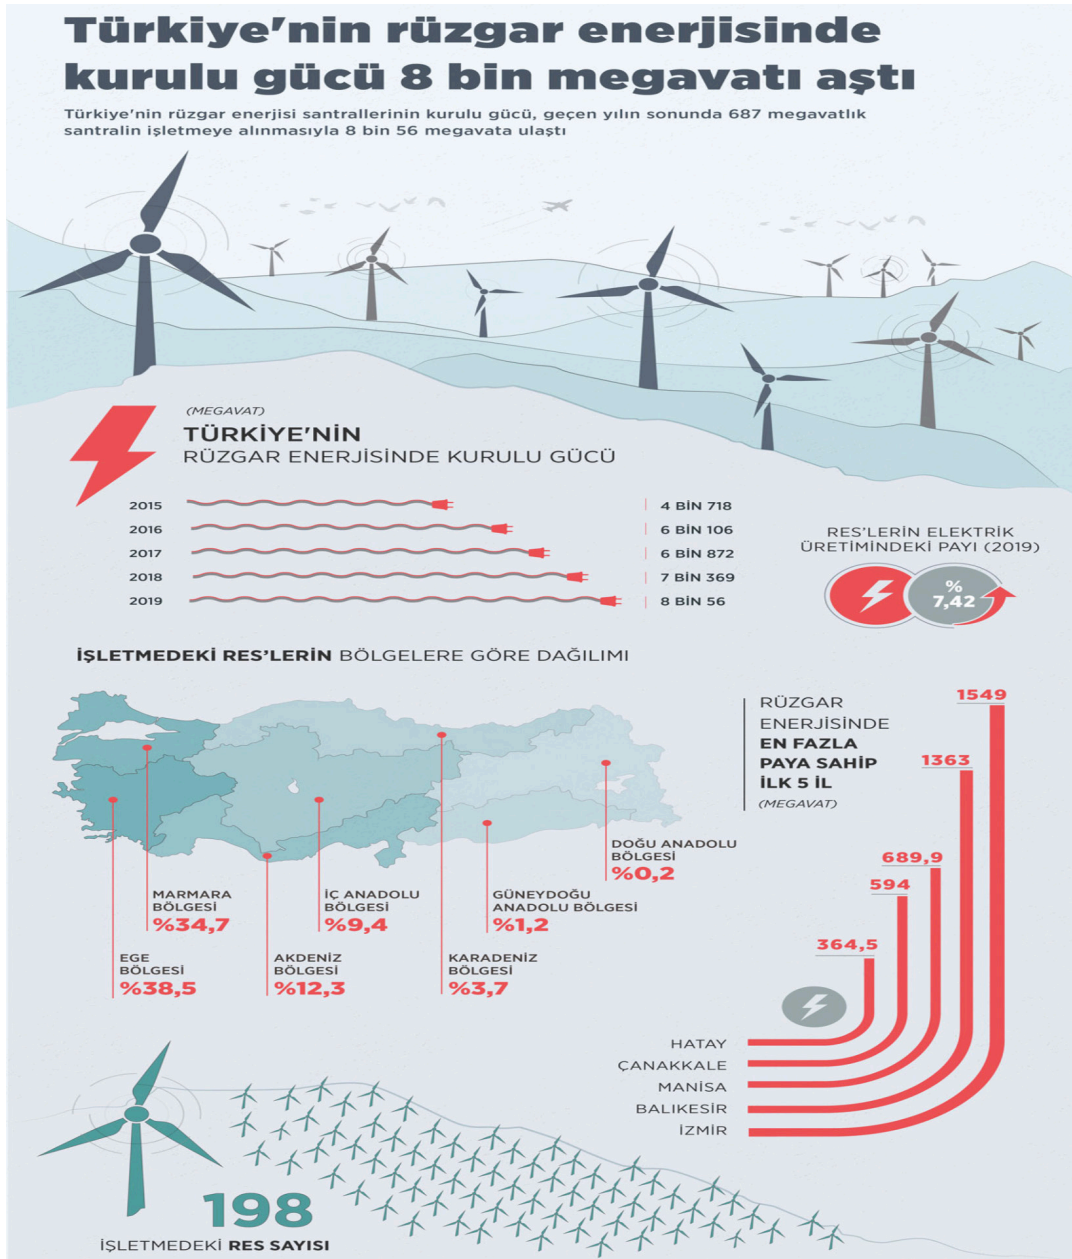 Türkiye'nin rüzgar enerjisinde
kurulu gücü 8 bin megavatı aştı
Türkiye'nin rüzgar enerjisi santrallerinin kurulu gücü, geçen yılın sonunda 687 megavatlık
santralin işletmeye alınmasıyla 8 bin 56 megavata ulaştı
(MEGAVAT)
TÜRKİYE'NİN
RÜZGAR ENERJİSİNDE KURULU GÜCÜ
2015 4 BİN 718
2016 6 BİN 106
2017 6 BİN 872
2018 7 BİN 369
2019 8 BİN 56
RES'LERİN ELEKTRİK
ÜRETİMİNDEKİ PAYI (2019)
%
7,42
İŞLETMEDEKİ RES'LERİN BÖLGELERE GÖRE DAĞILIMI
DOĞU ANADOLU
BÖLGESİ
%0,2
MARMARA
BÖLGESİ
%34,7
İÇ ANADOLU
BÖLGESİ
%9,4
GÜNEYDOĞU
ANADOLU BÖLGESİ
%1,2
EGE
BÖLGESİ
%38,5
AKDENİZ
BÖLGESİ
%12,3
KARADENİZ
BÖLGESİ
%3,7
RÜZGAR
ENERJİSİNDE
EN FAZLA
PAYA SAHİP
İLK 5 İL
(MEGAVAT)
1549
1363
689,9
594
364,5
HATAY
ÇANAKKALE
MANİSA
BALIKESİR
İZMİR
198
İŞLETMEDEKİ RES SAYISI